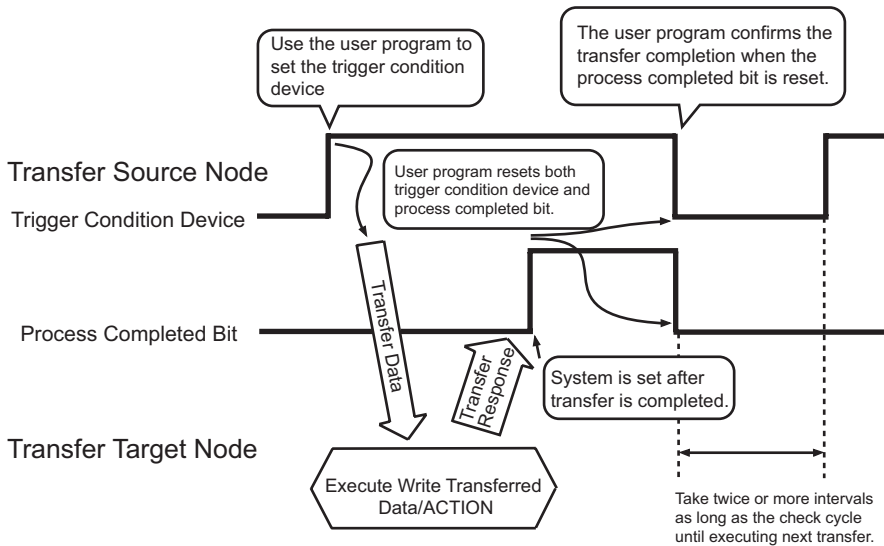 Use the user program to
set the trigger condition
device
The user program confirms the
transfer completion when the
process completed bit is reset.
Transfer Source Node
Trigger Condition Device
User program resets both
trigger condition device and
process completed bit.
Transfer Data
Process Completed Bit
Transfer
Response
System is set after
transfer is completed.
Transfer Target Node
Execute Write Transferred
Data/ACTION
Take twice or more intervals
as long as the check cycle
until executing next transfer.